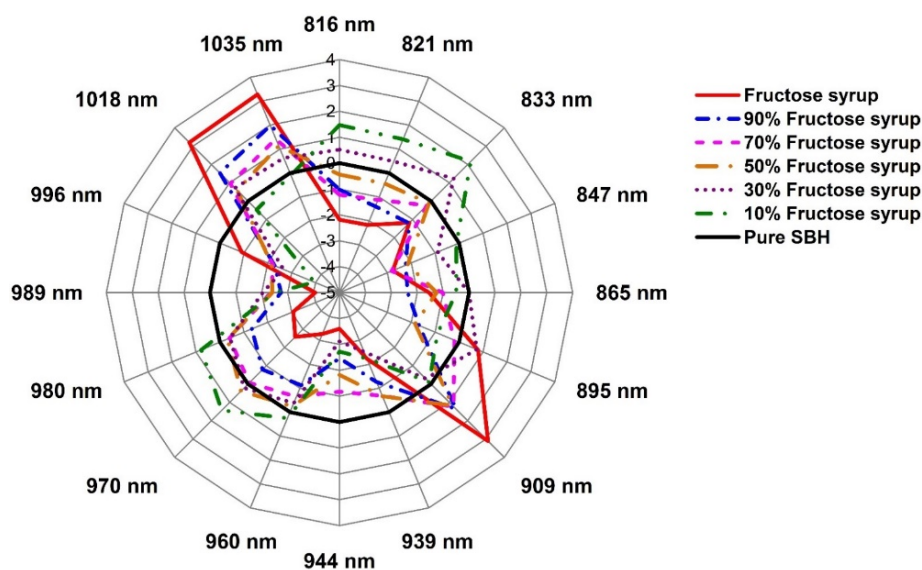 816 nm
821 nm
833 nm
847 nm
865 nm
895 nm
909 nm
939 nm
944 nm
960 nm
970 nm
980 nm
989 nm
996 nm
1018 nm
1035 nm
4
3
2
1
0
-1
-2
-3
-4
-5
Fructose syrup
90% Fructose syrup
70% Fructose syrup
50% Fructose syrup
30% Fructose syrup
10% Fructose syrup
Pure SBH